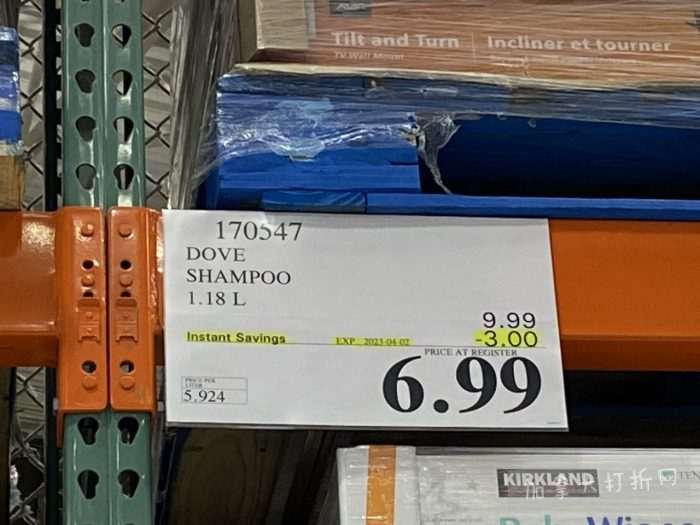 Tilt and Turn | Incliner et tourner
TV Wall Mount
170547
DOVE
SHAMPOO
1.18 L
9.99
Instant Savings EXP. 2023-04-02 -3.00
PRICE AT REGISTER
6.99
PRICE PER
LITER
5.924
KIRKLAND
加拿大打折网